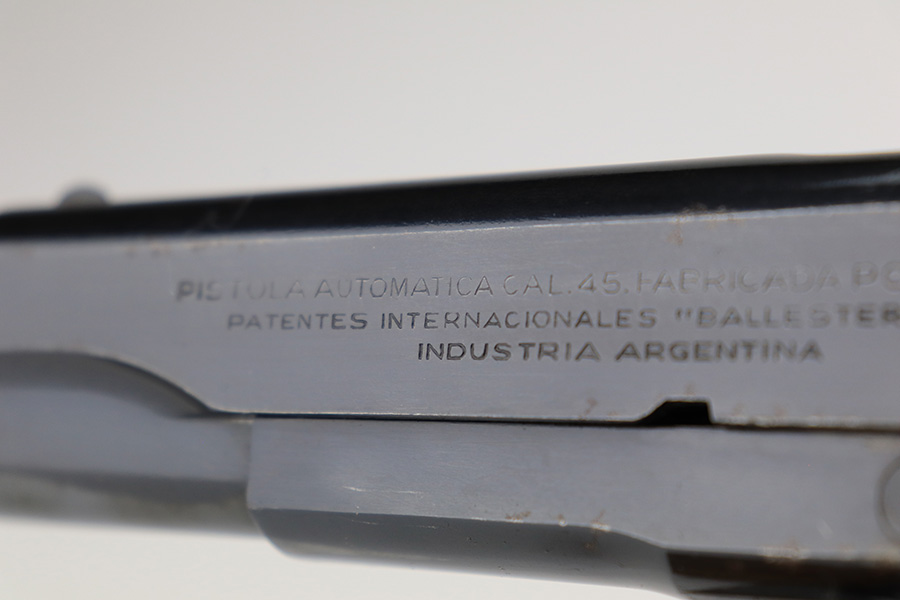 PISTOLA AUTOMATICA CAL.45. FABRICADA
PATENTES INTERNACIONALES "BALLESTER
INDUSTRIA ARGENTINA